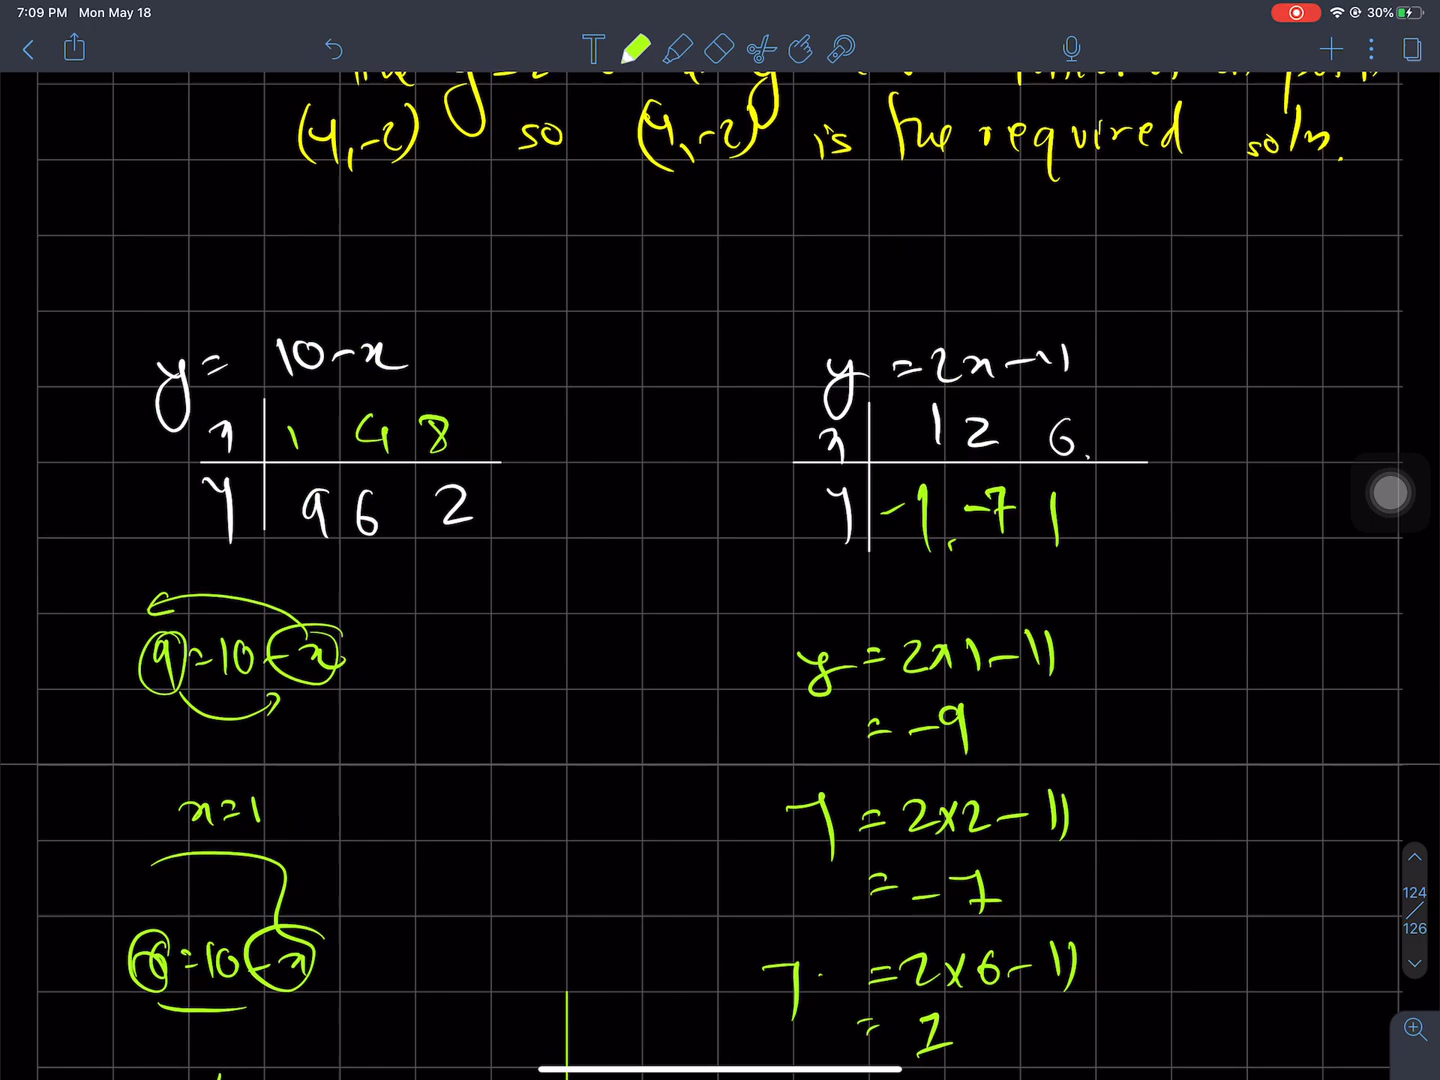 7:09 PM Mon May 18
30%
T
(4,-2) so (4,-2) is the required soln.
y= 10-x
x 1 4 8
y 9 6 2
9=10-x
x=1
6=10-x
y =2x-11
x 1 2 6
y -9 -7 1
y=2x1-11
=-9
y=2x2-11
=-7
y =2x6-11
= 1
124
126